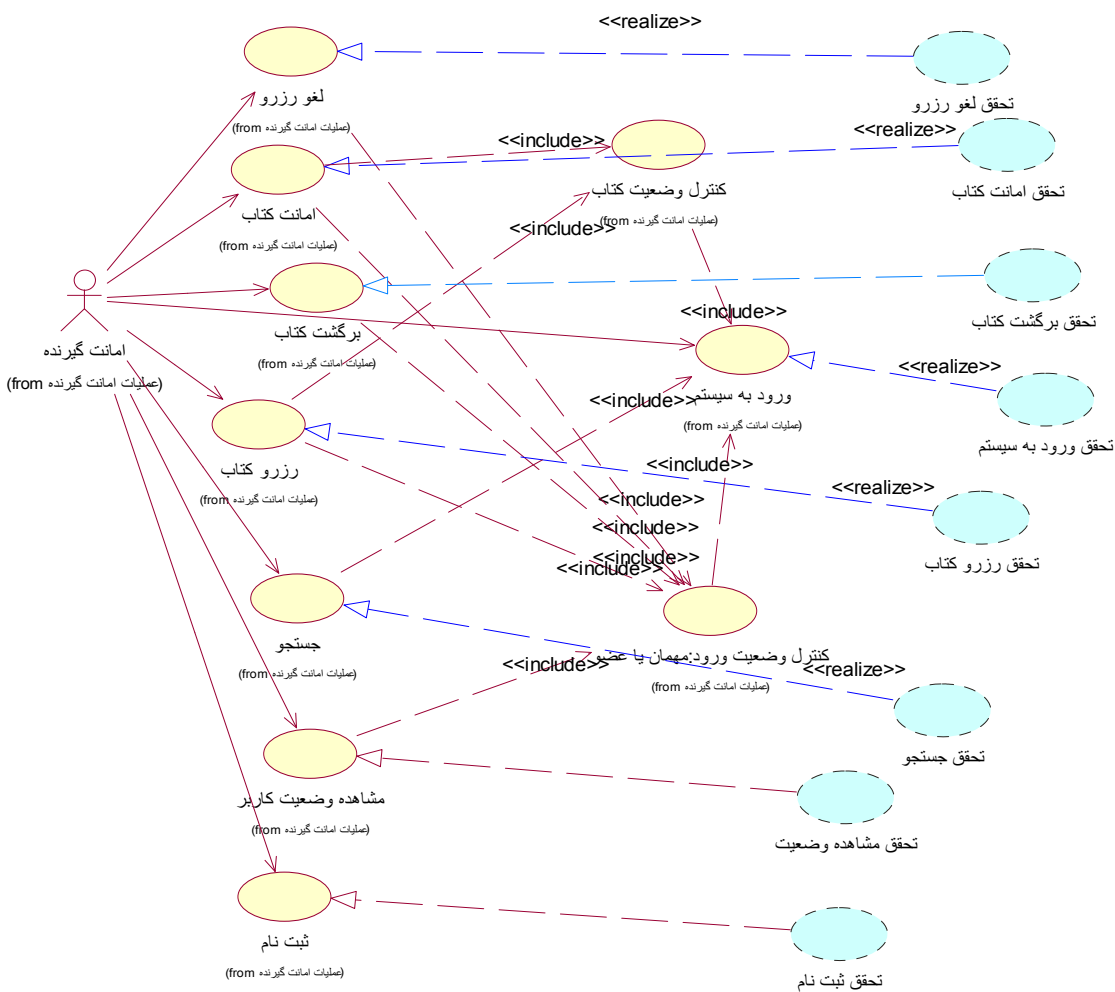 <<realize>>
لغو رزرو
(from عملیات امانت گیرنده)
تحقق لغو رزرو
<<include>>
<<realize>>
امانت کتاب
(from عملیات امانت گیرنده)
کنترل وضعیت کتاب
(from عملیات امانت گیرنده)
تحقق امانت کتاب
<<include>>
برگشت کتاب
(from عملیات امانت گیرنده)
<<include>>
تحقق برگشت کتاب
امانت گیرنده
(from عملیات امانت گیرنده)
<<realize>>
<<include>>
ورود به سیستم
(from عملیات امانت گیرنده)
تحقق ورود به سیستم
رزرو کتاب
(from عملیات امانت گیرنده)
<<include>>
<<realize>>
<<include>>
<<include>>
<<include>>
<<include>>
تحقق رزرو کتاب
جستجو
(from عملیات امانت گیرنده)
کنترل وضعیت ورود:مهمان یا عضو
(from عملیات امانت گیرنده)
<<include>>
<<realize>>
تحقق جستجو
مشاهده وضعیت کاربر
(from عملیات امانت گیرنده)
تحقق مشاهده وضعیت
ثبت نام
(from عملیات امانت گیرنده)
تحقق ثبت نام